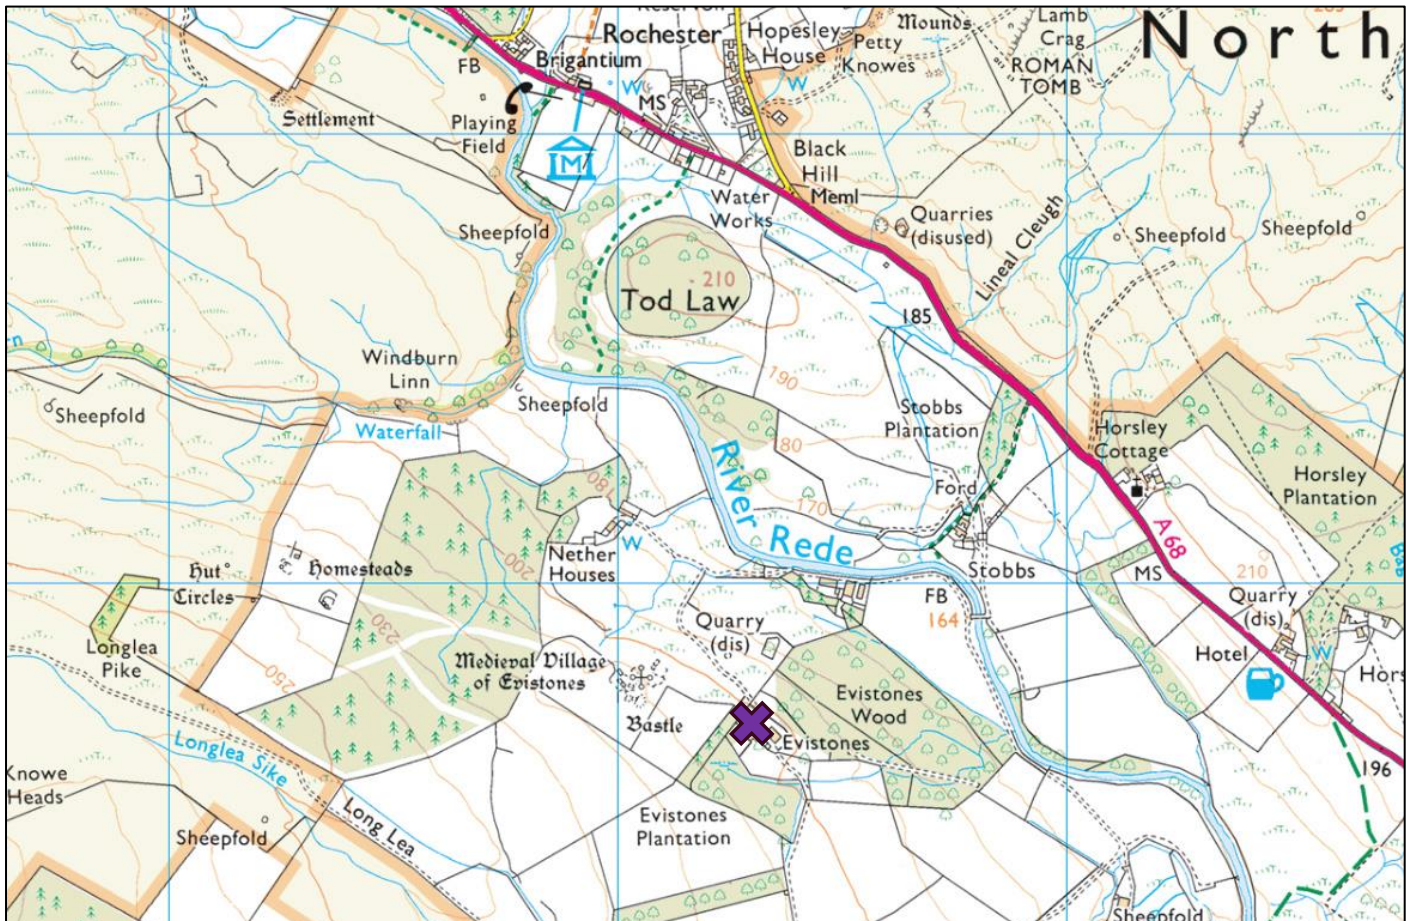 Rochester
Hopesley
House
Mounds
Petty
Knowes
Lamb
Crag
ROMAN
TOMB
North
FB
Brigantium
W
MS
W
Settlement
Playing
Field
M
Black
Hill
Meml
Water
Works
Sheepfold
Quarries
(disused)
Lineal Cleugh
Sheepfold
Sheepfold
210
Tod Law
185
Windburn
Linn
190
Sheepfold
Sheepfold
Waterfall
Stobbs
Plantation
Horsley
Cottage
180
180
River Rede
Ford
Horsley
Plantation
170
A 68
200
Nether
Houses
W
Hut
Circles
Homesteads
Stobbs
MS
210
FB
164
Quarry
(dis)
Quarry
(dis)
230
Longlea
Pike
250
Medieval Village
of Evistones
Hotel
W
Hors
Evistones
Wood
Bastle
Evistones
Longlea Sike
Knowe
Heads
196
Long Lea
Sheepfold
Evistones
Plantation
Sheepfold